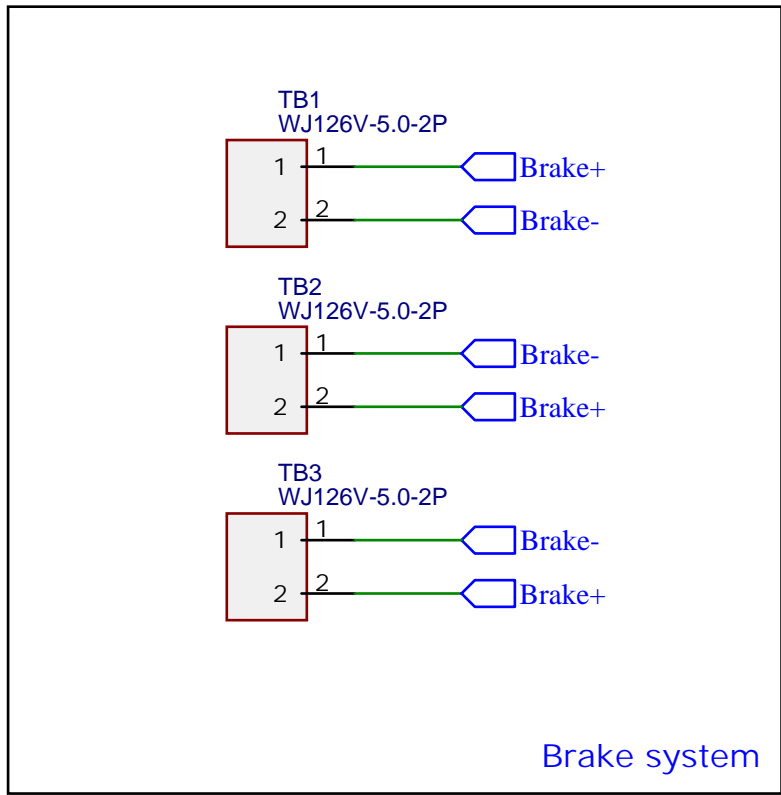 TB1
WJ126V-5.0-2P
1 1 Brake+
2 2 Brake-
TB2
WJ126V-5.0-2P
1 1 Brake-
2 2 Brake+
TB3
WJ126V-5.0-2P
1 1 Brake-
2 2 Brake+
Brake system